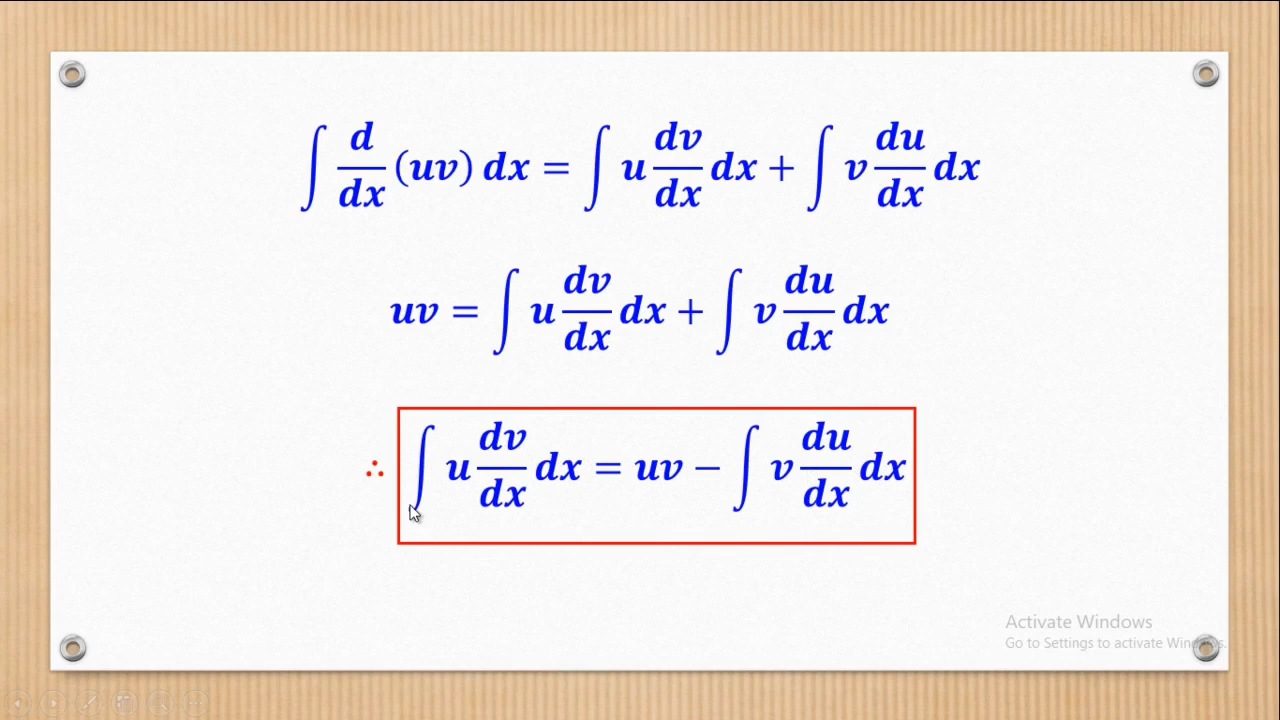 ∫ d/dx (uv) dx = ∫ u dv/dx dx + ∫ v du/dx dx
uv = ∫ u dv/dx dx + ∫ v du/dx dx
∴ ∫ u dv/dx dx = uv − ∫ v du/dx dx
Activate Windows
Go to Settings to activate Windows.